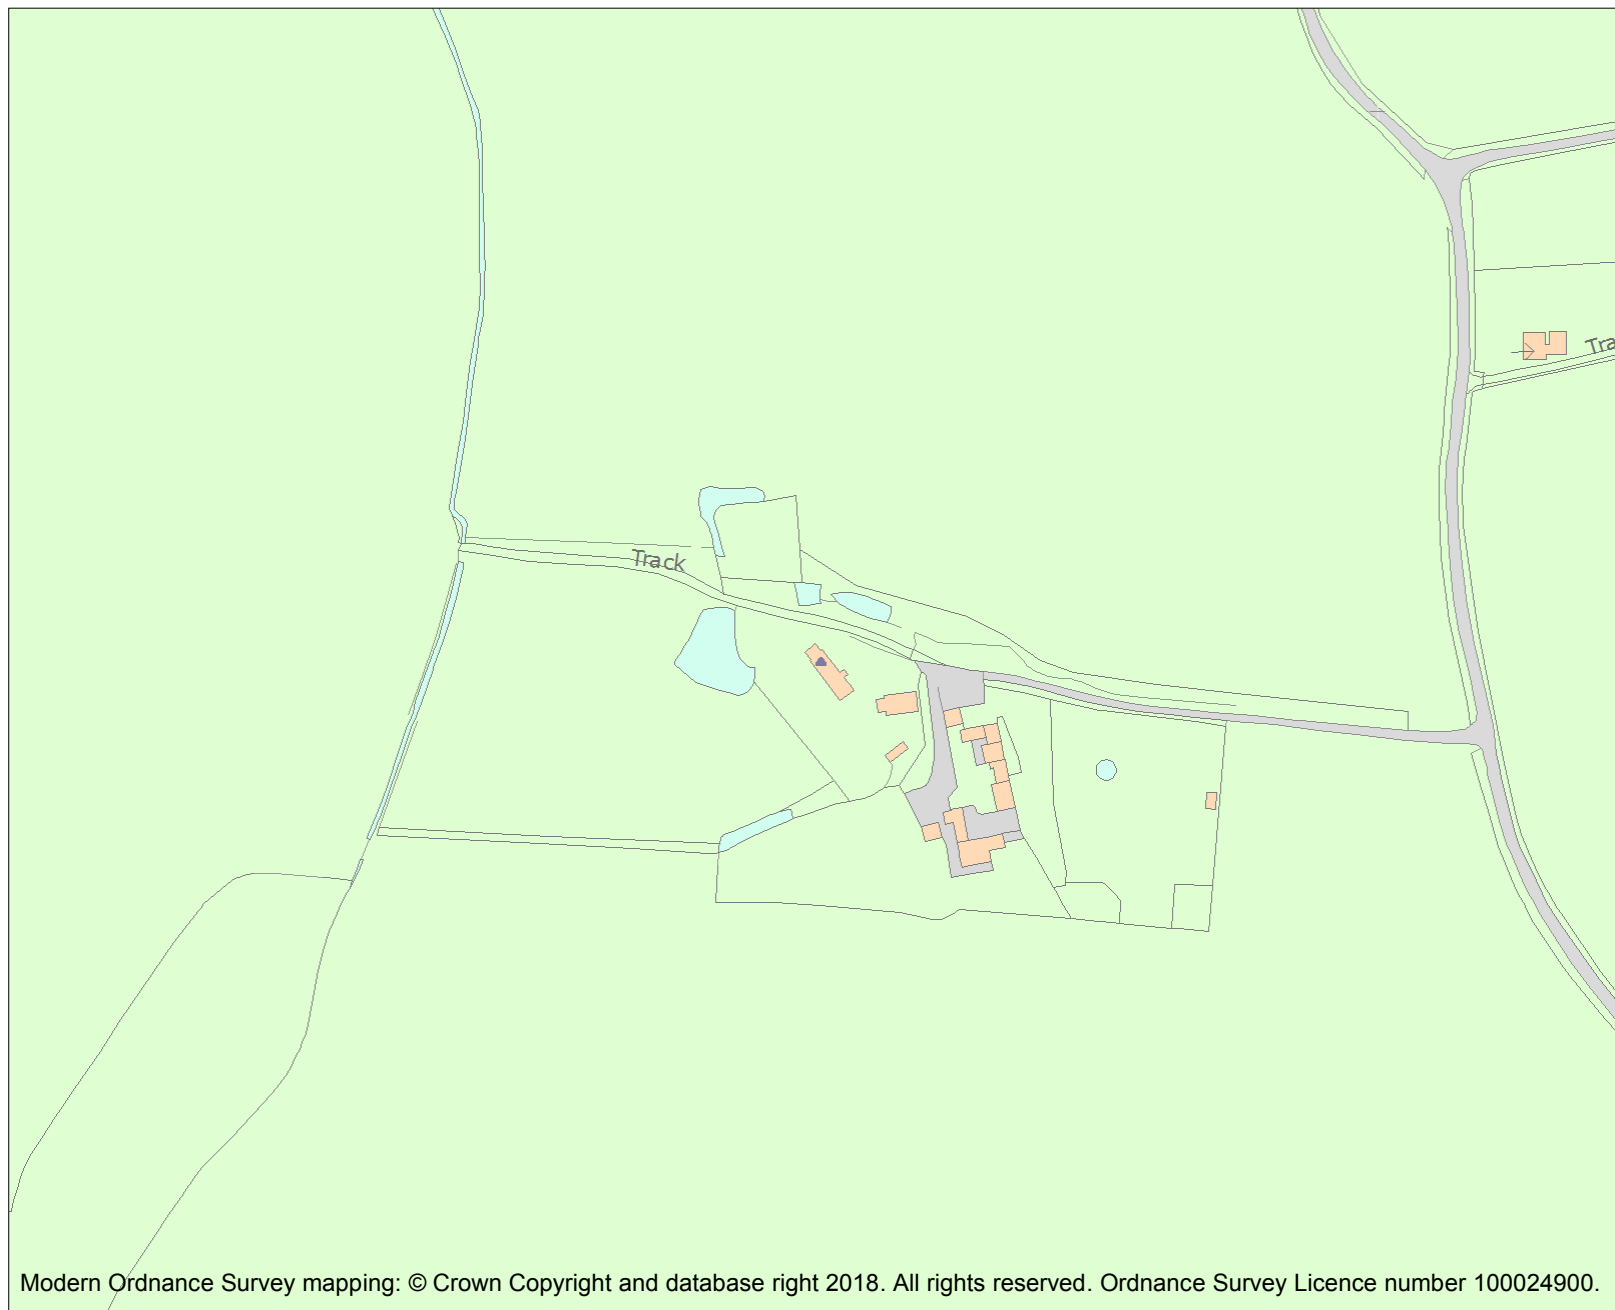 Tra
Track
Modern Ordnance Survey mapping: © Crown Copyright and database right 2018. All rights reserved. Ordnance Survey Licence number 100024900.